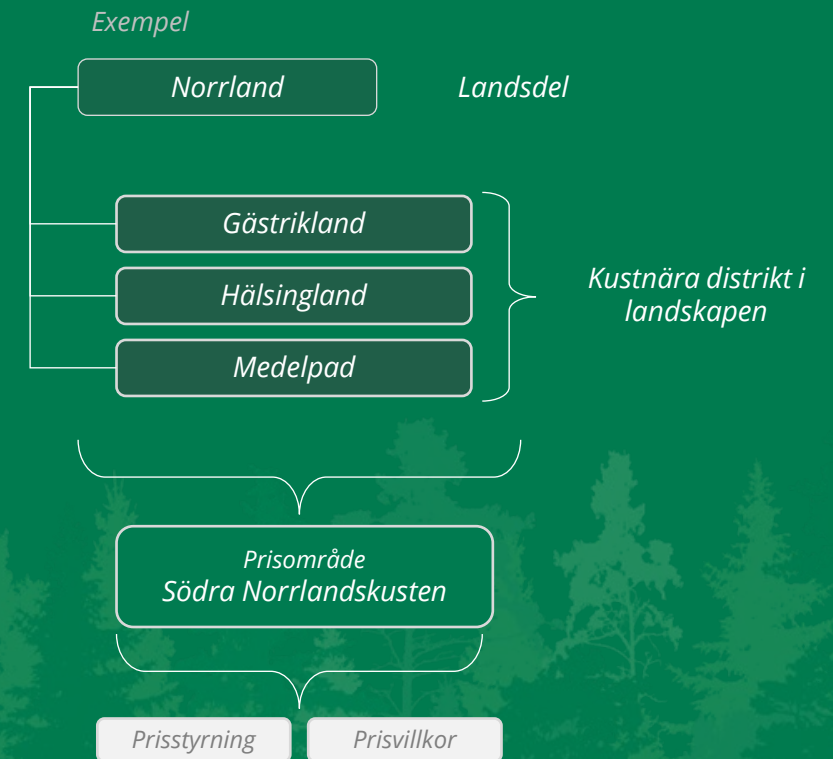 Exempel
Norrland
Landsdel
Gästrikland
Hälsingland
Medelpad
Kustnära distrikt i
landskapen
Prisområde
Södra Norrlandskusten
Prisstyrning
Prisvillkor